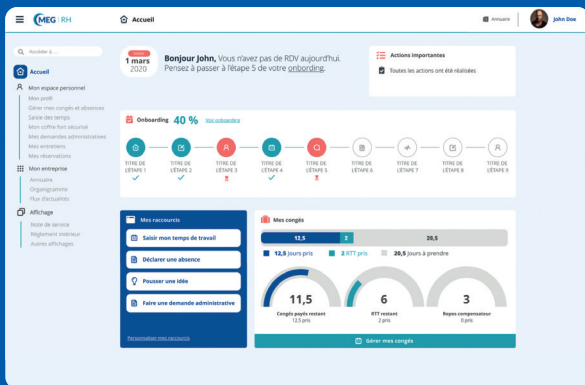 MEG | RH
Accueil
Annuaire
John Doe
Accéder à ...
Accueil
Mon espace personnel
Mon profil
Gérer mes congés et absences
Saisie des temps
Mon coffre fort sécurisé
Mes demandes administratives
Mes entretiens
Mes réservations
Mon entreprise
Annuaire
Organigramme
Flux d'actualités
Affichage
Note de service
Règlement intérieur
Autres affichages
1 mars
2020
Bonjour John, Vous n'avez pas de RDV aujourd'hui.
Pensez à passer à l'étape 5 de votre onbording.
Actions importantes
Toutes les actions ont été réalisées
Onboarding 40 % Voir onboarding
TITRE DE L'ÉTAPE 1
TITRE DE L'ÉTAPE 2
TITRE DE L'ÉTAPE 3
TITRE DE L'ÉTAPE 4
TITRE DE L'ÉTAPE 5
TITRE DE L'ÉTAPE 6
TITRE DE L'ÉTAPE 7
TITRE DE L'ÉTAPE 8
TITRE DE L'ÉTAPE 9
Mes raccourcis
Saisir mon temps de travail
Déclarer une absence
Pousser une idée
Faire une demande administrative
Personnaliser mes raccourcis
Mes congés
12,5 2 20,5
12,5 Jours pris 2 RTT pris 20,5 Jours à prendre
11,5
Congés payés restant
12,5 pris
6
RTT restant
2 pris
3
Repos compensateur
0 pris
Gérer mes congés